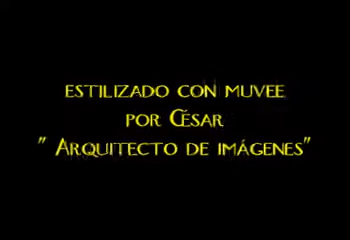 ESTILIZADO CON MUVEE
POR CÉSAR
" ARQUITECTO DE IMÁGENES"